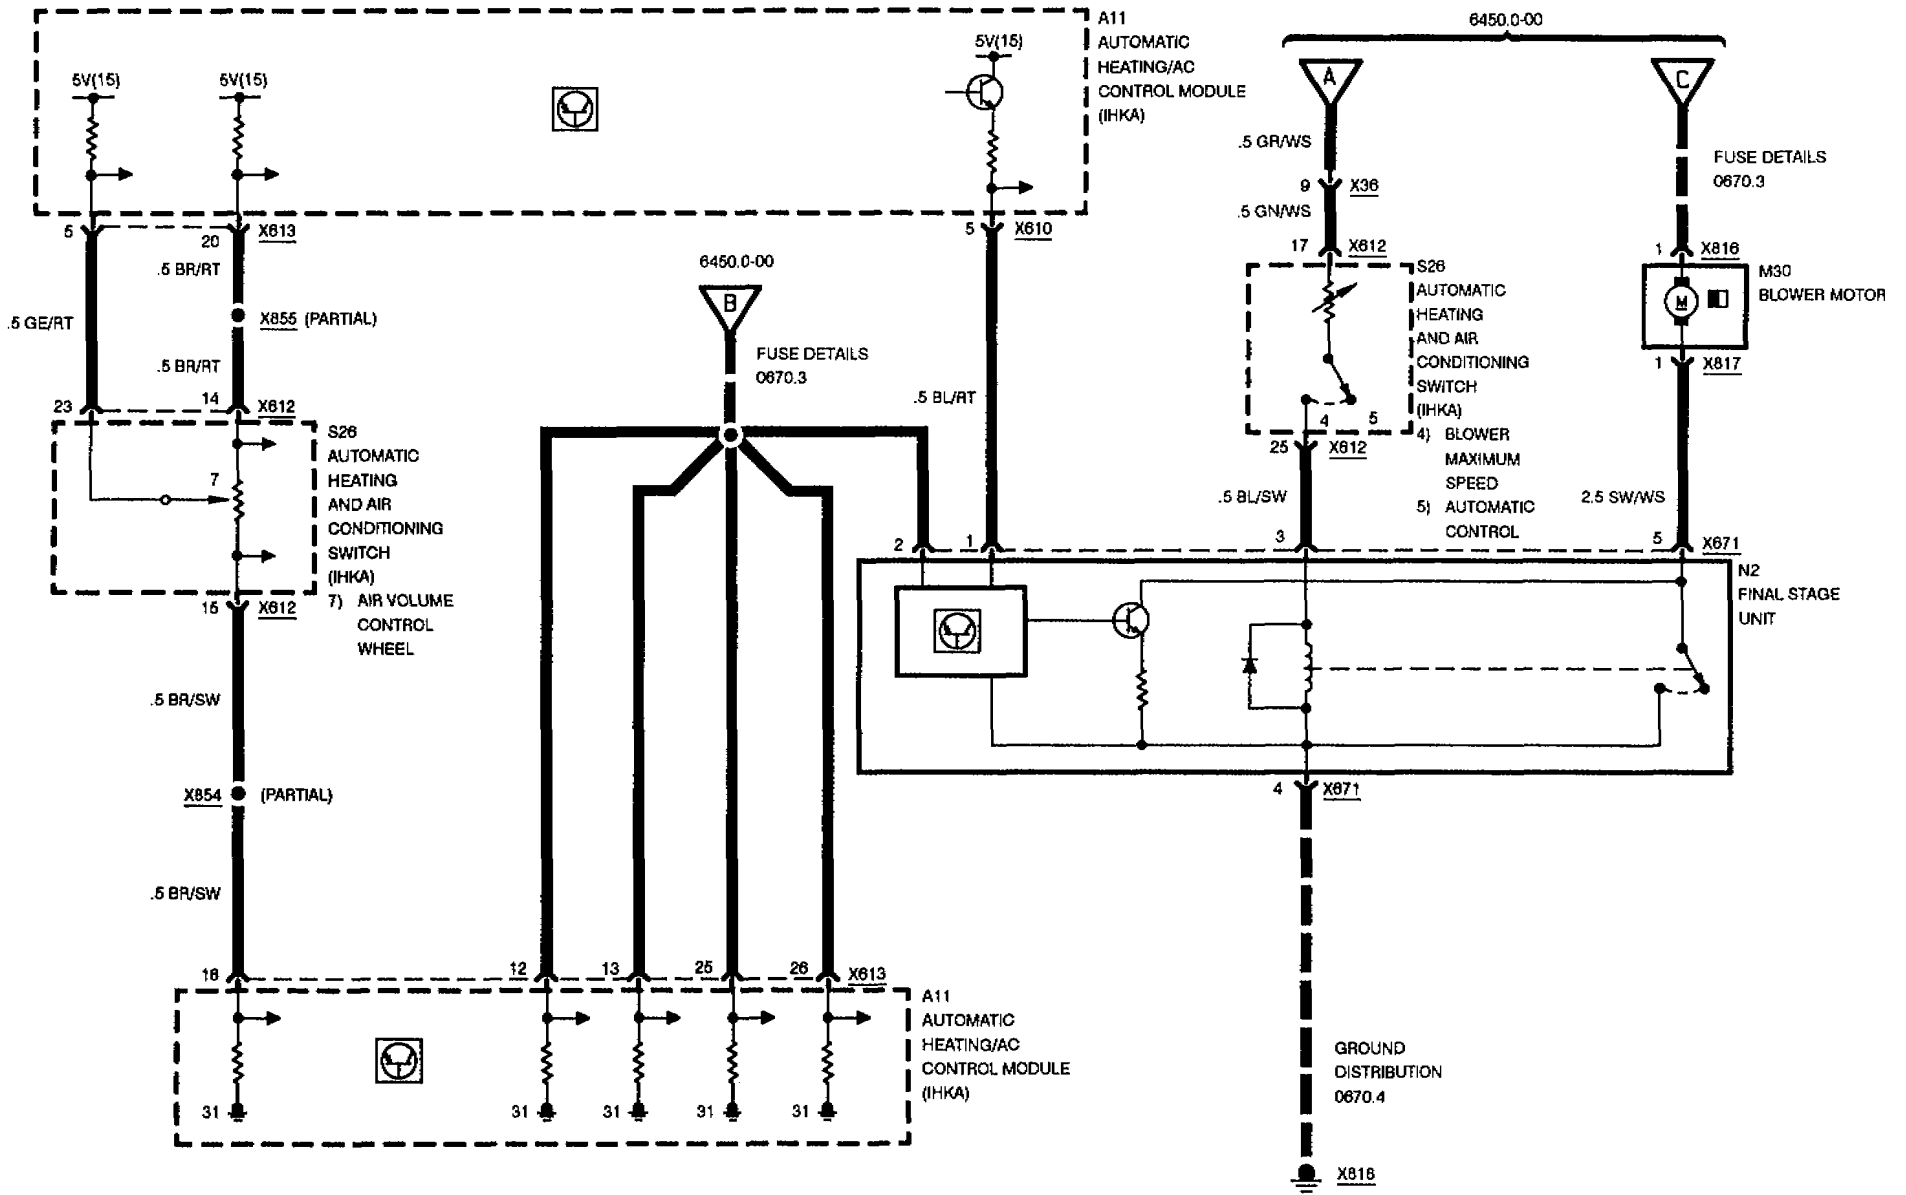 5V(15)
5V(15)
5V(15)
A11
AUTOMATIC
HEATING/AC
CONTROL MODULE
(IHKA)
6450.0-00
A
C
.5 GR/WS
9
X36
.5 GN/WS
17
X612
FUSE DETAILS
0670.3
1
X816
M30
BLOWER MOTOR
M
1
X817
5
20
X613
5
X610
.5 BR/RT
.5 GE/RT
X855 (PARTIAL)
.5 BR/RT
23
14
X612
6450.0-00
B
FUSE DETAILS
0670.3
.5 BL/RT
S26
AUTOMATIC
HEATING
AND AIR
CONDITIONING
SWITCH
(IHKA)
4) BLOWER
MAXIMUM
SPEED
5) AUTOMATIC
CONTROL
4
5
25
X612
.5 BL/SW
2.5 SW/WS
S26
AUTOMATIC
HEATING
AND AIR
CONDITIONING
SWITCH
(IHKA)
7) AIR VOLUME
CONTROL
WHEEL
7
15
X612
2
1
3
5
X671
N2
FINAL STAGE
UNIT
.5 BR/SW
X854
(PARTIAL)
4
X671
.5 BR/SW
16
12
13
25
26
X613
A11
AUTOMATIC
HEATING/AC
CONTROL MODULE
(IHKA)
31
31
31
31
31
GROUND
DISTRIBUTION
0670.4
X818